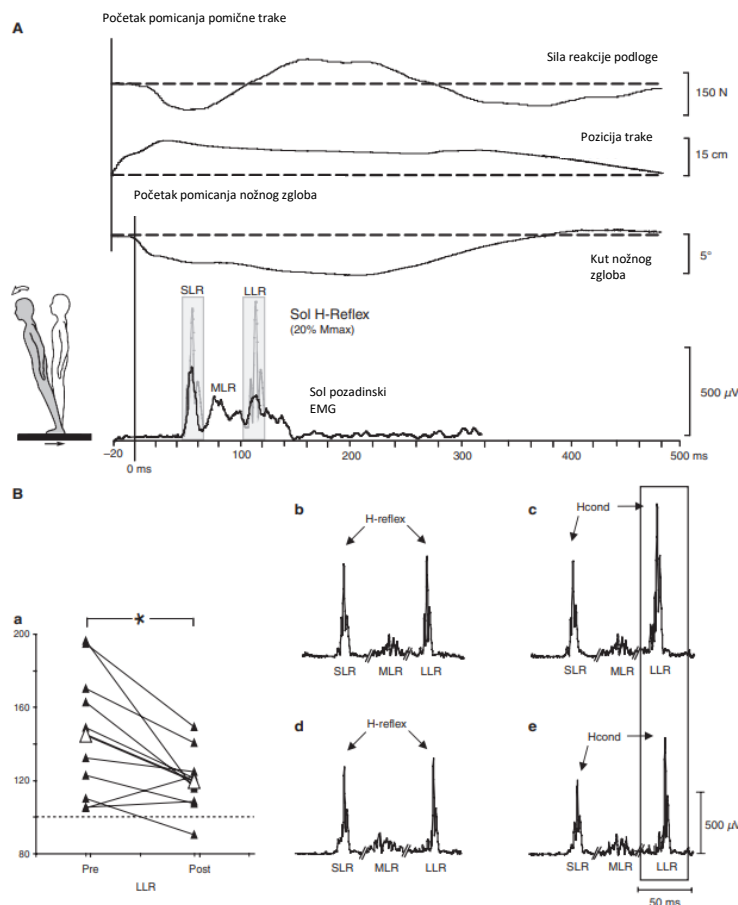 Početak pomicanja pomične trake
A
Sila reakcije podloge
150 N
Pozicija trake
15 cm
Početak pomicanja nožnog zgloba
5°
Kut nožnog
zgloba
SLR
LLR
Sol H-Reflex
(20% Mmax)
MLR
Sol pozadinski
EMG
500 µV
–20
0 ms
100
200
300
400
500 ms
B
b
H-reflex
SLR
MLR
LLR
c
Hcond
SLR
MLR
LLR
a
*
200
160
120
80
Pre
Post
LLR
d
H-reflex
SLR
MLR
LLR
e
Hcond
500 µV
SLR
MLR
LLR
50 ms